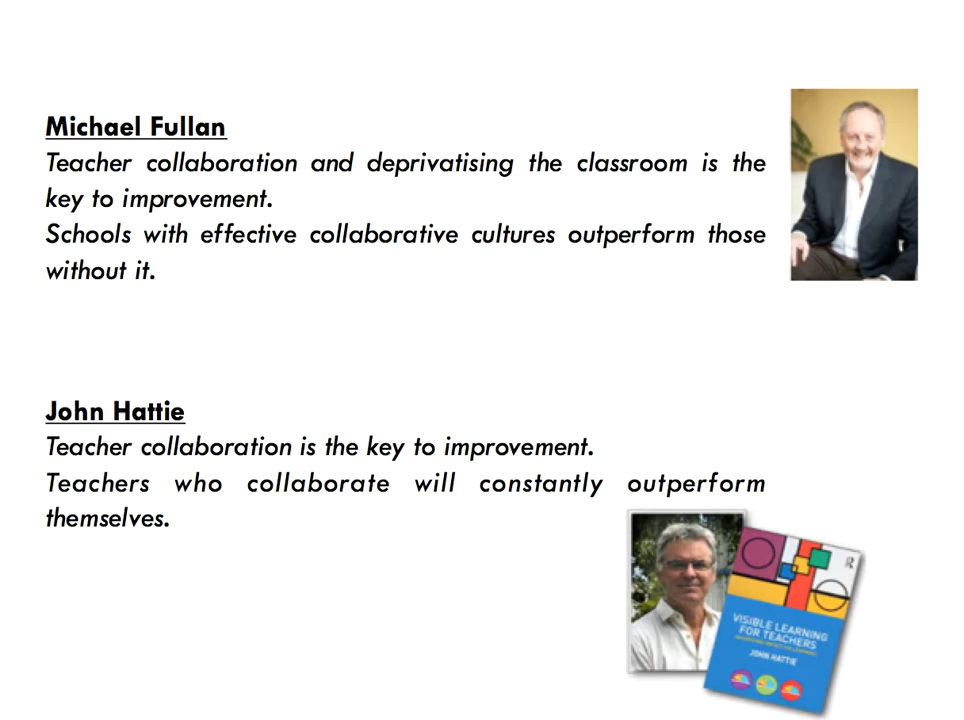 Michael Fullan
Teacher collaboration and deprivatising the classroom is the
key to improvement.
Schools with effective collaborative cultures outperform those
without it.
John Hattie
Teacher collaboration is the key to improvement.
Teachers who collaborate will constantly outperform
themselves.
VISIBLE LEARNING
FOR TEACHERS
JOHN HATTIE